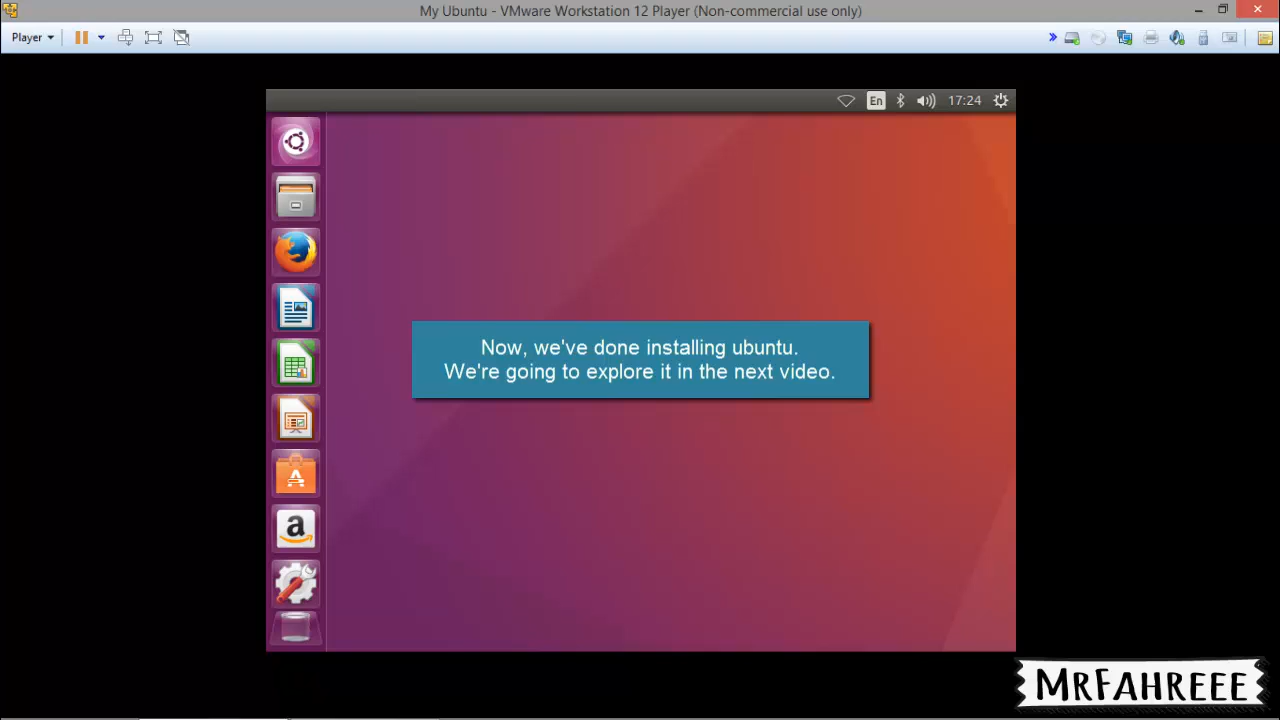 My Ubuntu - VMware Workstation 12 Player (Non-commercial use only)
Player
En
17:24
Now, we've done installing ubuntu.
We're going to explore it in the next video.
A
a
MRFAHREEE